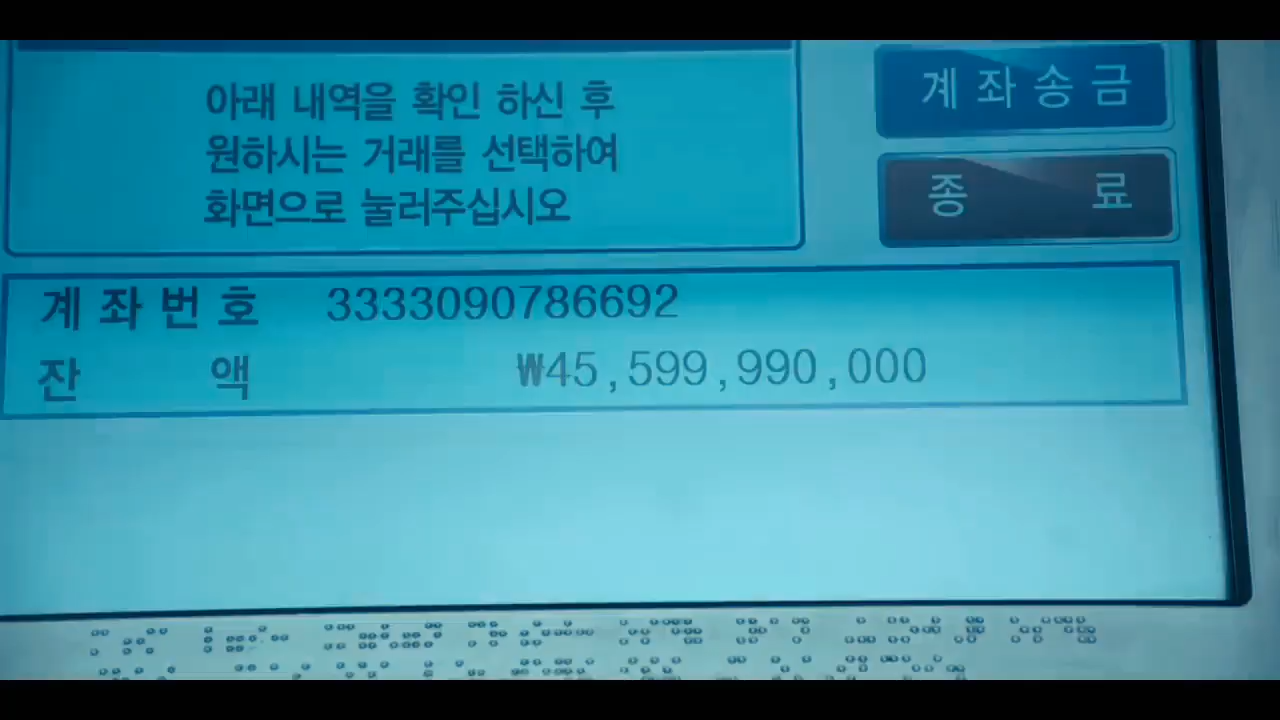 아래 내역을 확인 하신 후
원하시는 거래를 선택하여
화면으로 눌러주십시오
계좌송금
종 료
계좌번호 3333090786692
잔 액 ₩45,599,990,000